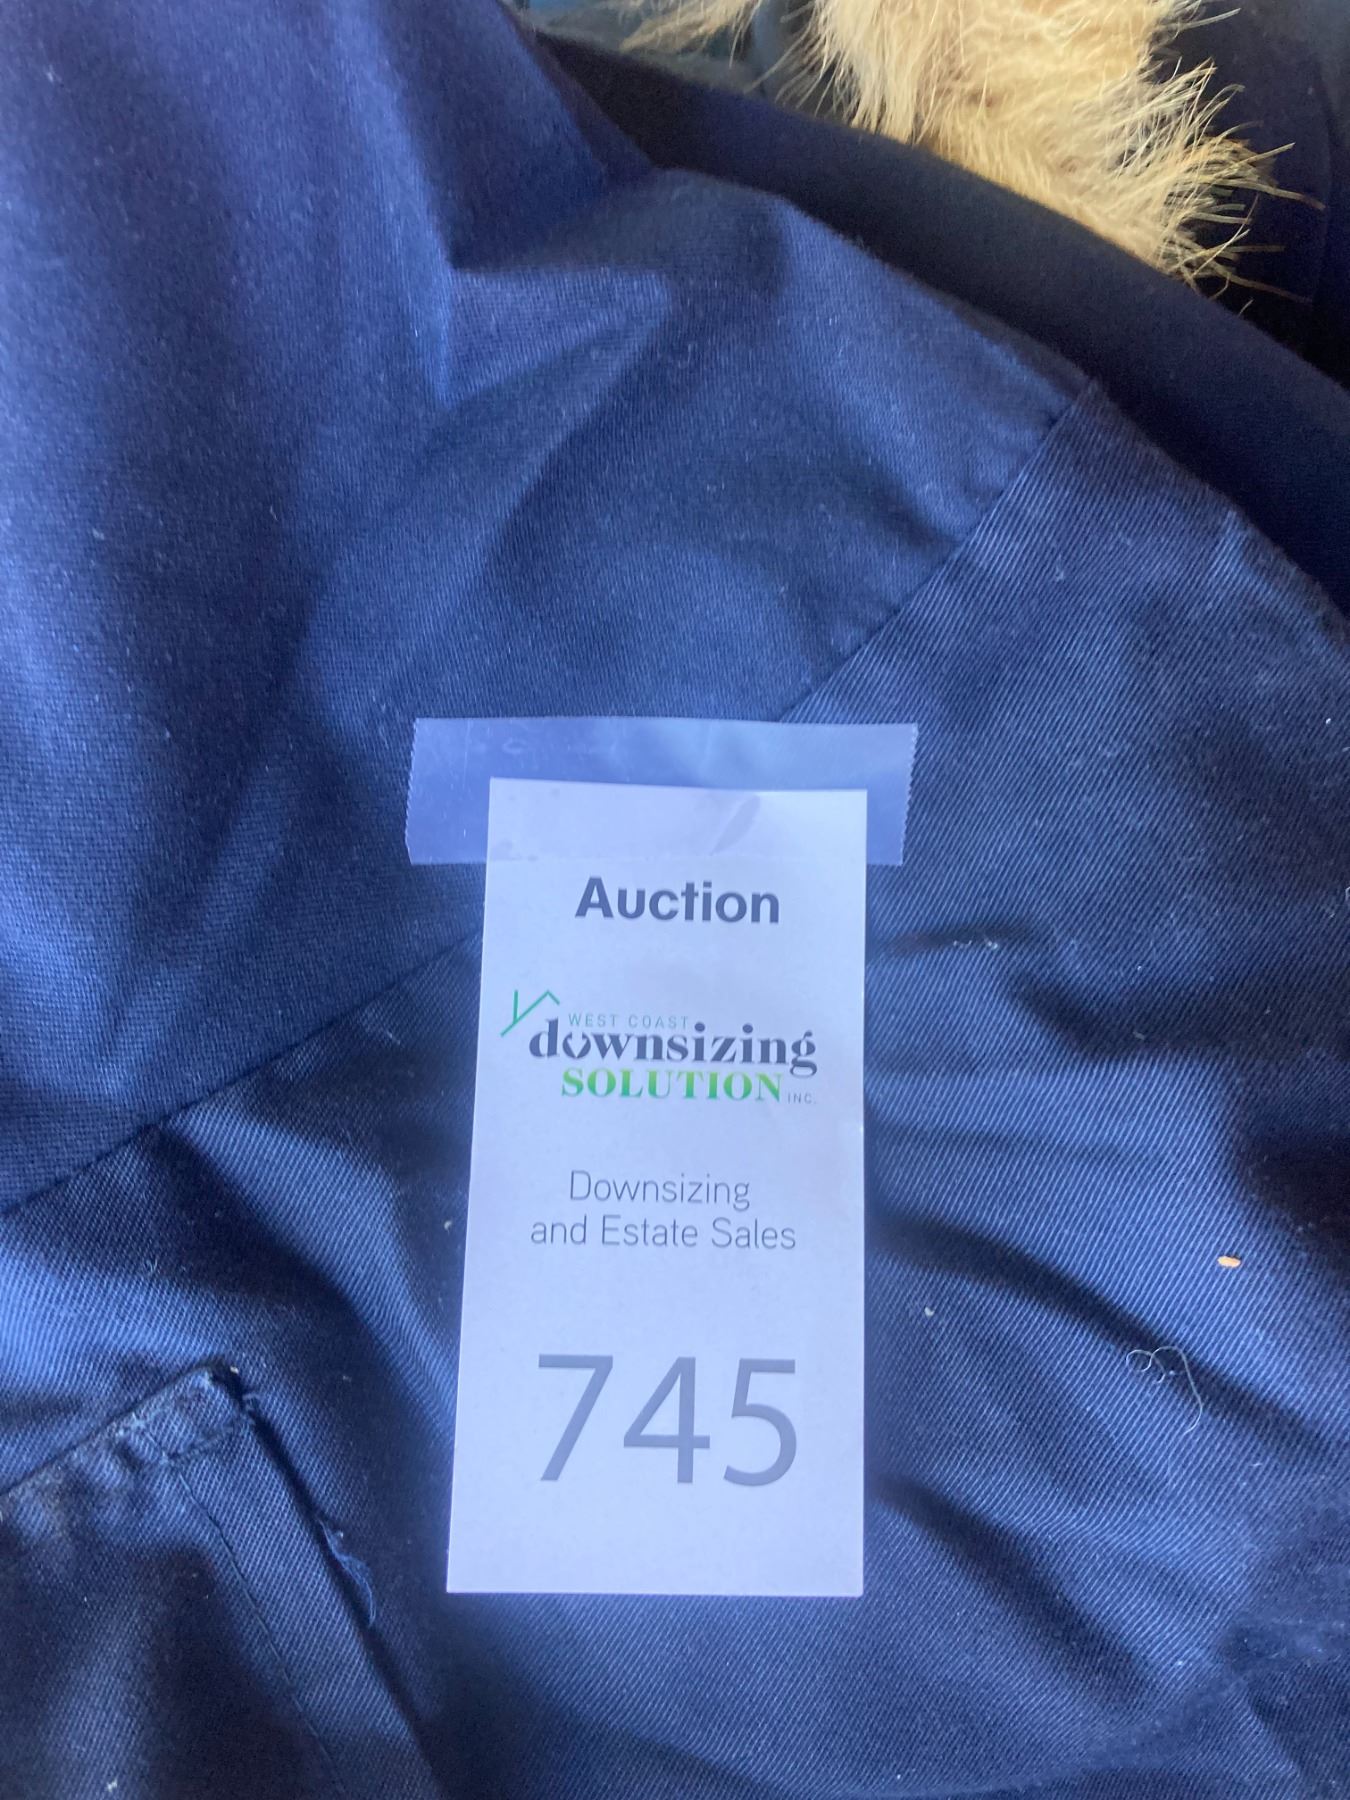 Auction
WEST COAST
downsizing
SOLUTION INC.
Downsizing
and Estate Sales
745